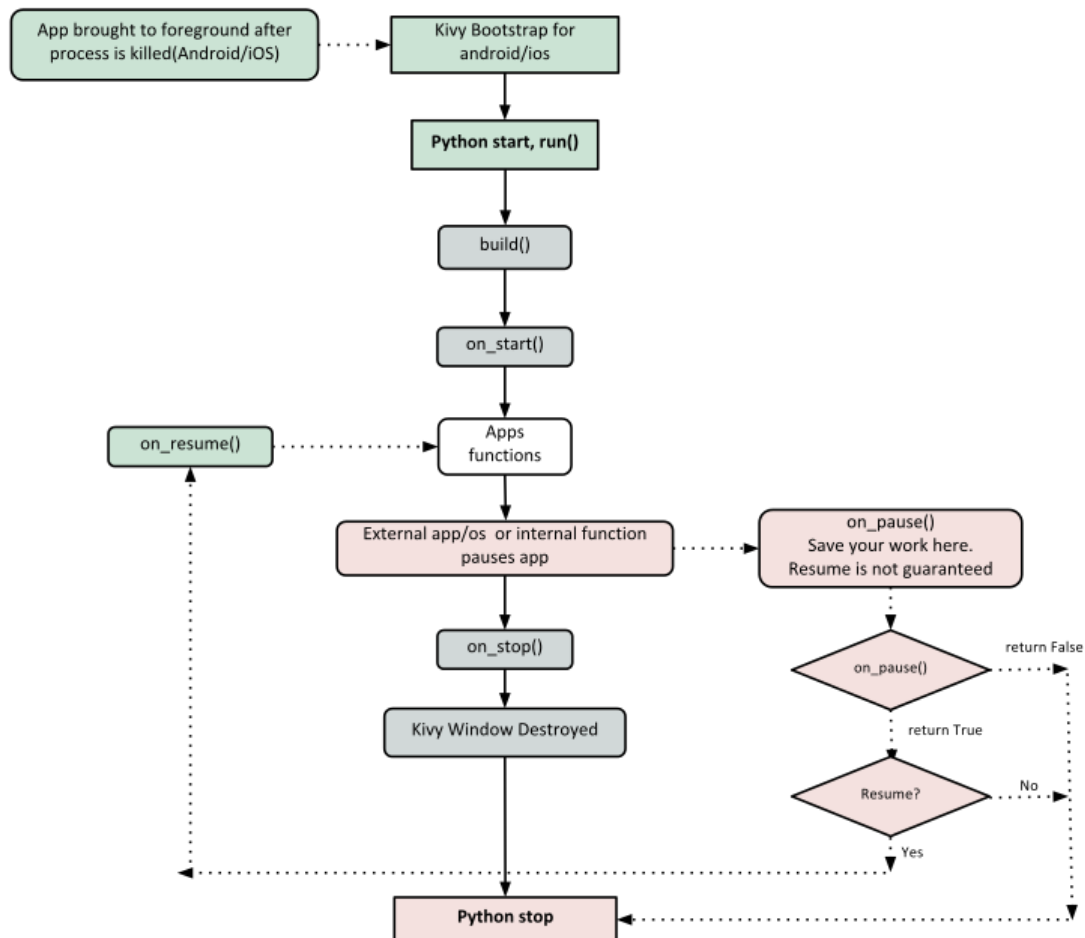 App brought to foreground after
process is killed(Android/iOS)
Kivy Bootstrap for
android/ios
Python start, run()
build()
on_start()
on_resume()
Apps
functions
External app/os  or internal function
pauses app
on_pause()
Save your work here.
Resume is not guaranteed
on_stop()
on_pause()
return False
Kivy Window Destroyed
return True
Resume?
No
Yes
Python stop